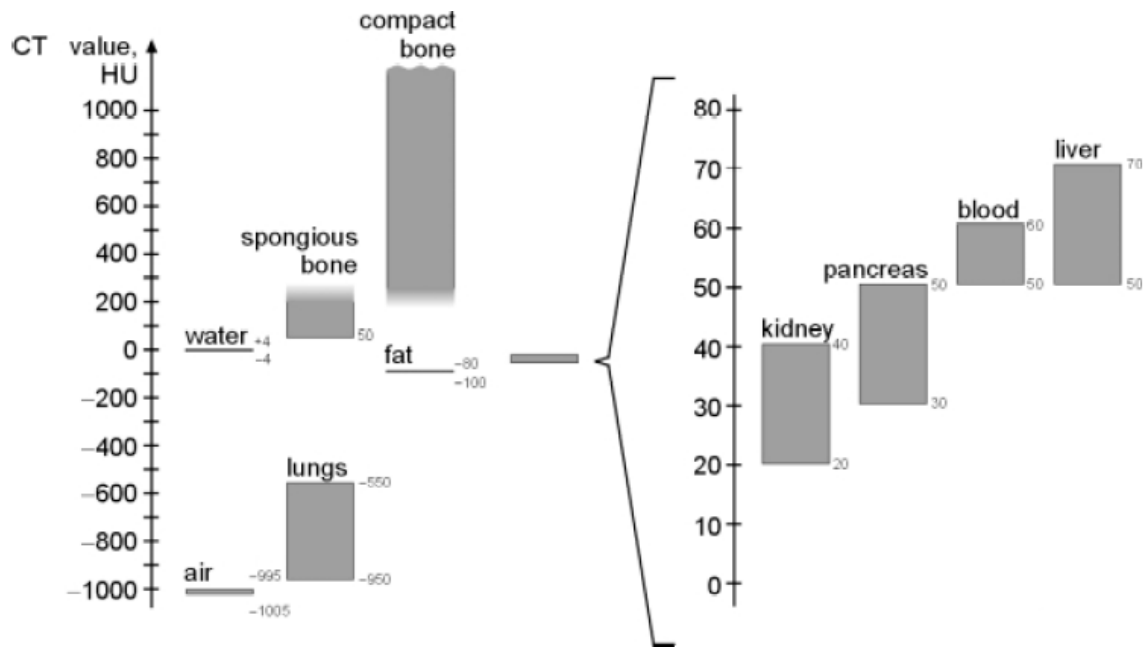 CT value,
HU
1000
800
600
400
200
0
−200
−400
−600
−800
−1000
compact
bone
spongious
bone
50
water
+4
−4
fat
−80
−100
lungs
−550
−950
air
−995
−1005
80
70
60
50
40
30
20
10
0
liver
70
50
blood
60
50
pancreas
50
30
kidney
40
20